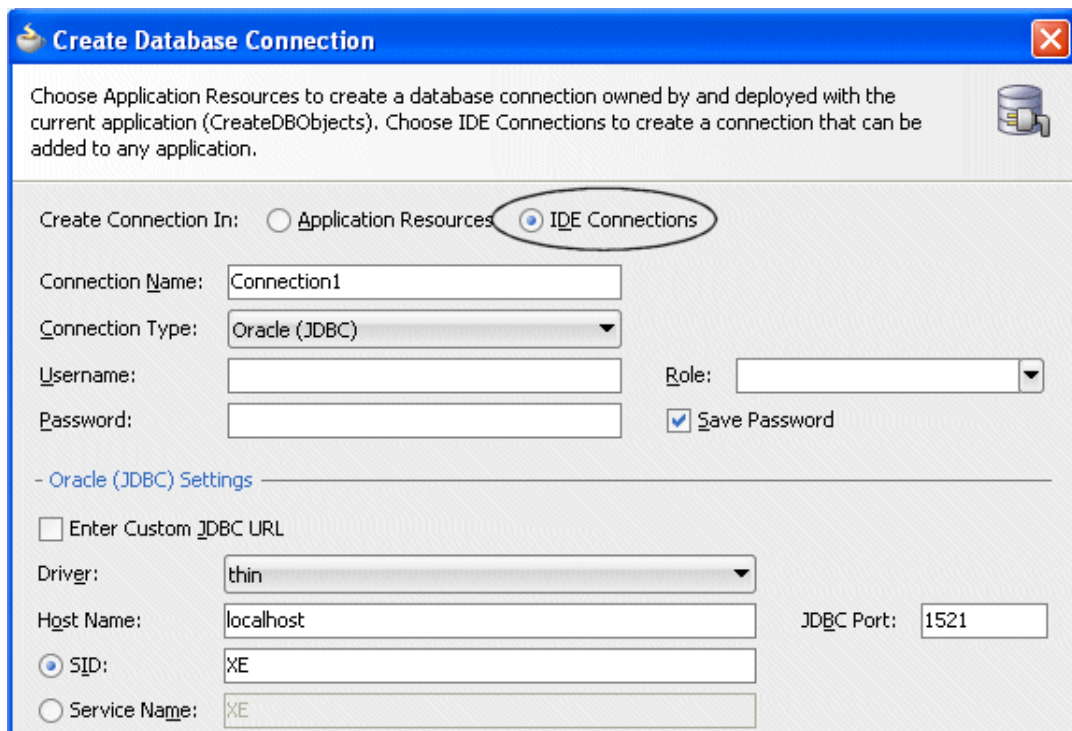 Create Database Connection
Choose Application Resources to create a database connection owned by and deployed with the
current application (CreateDBObjects). Choose IDE Connections to create a connection that can be
added to any application.
Create Connection In: Application Resources IDE Connections
Connection Name: Connection1
Connection Type: Oracle (JDBC)
Username: Role:
Password: Save Password
- Oracle (JDBC) Settings
Enter Custom JDBC URL
Driver: thin
Host Name: localhost JDBC Port: 1521
SID: XE
Service Name: XE